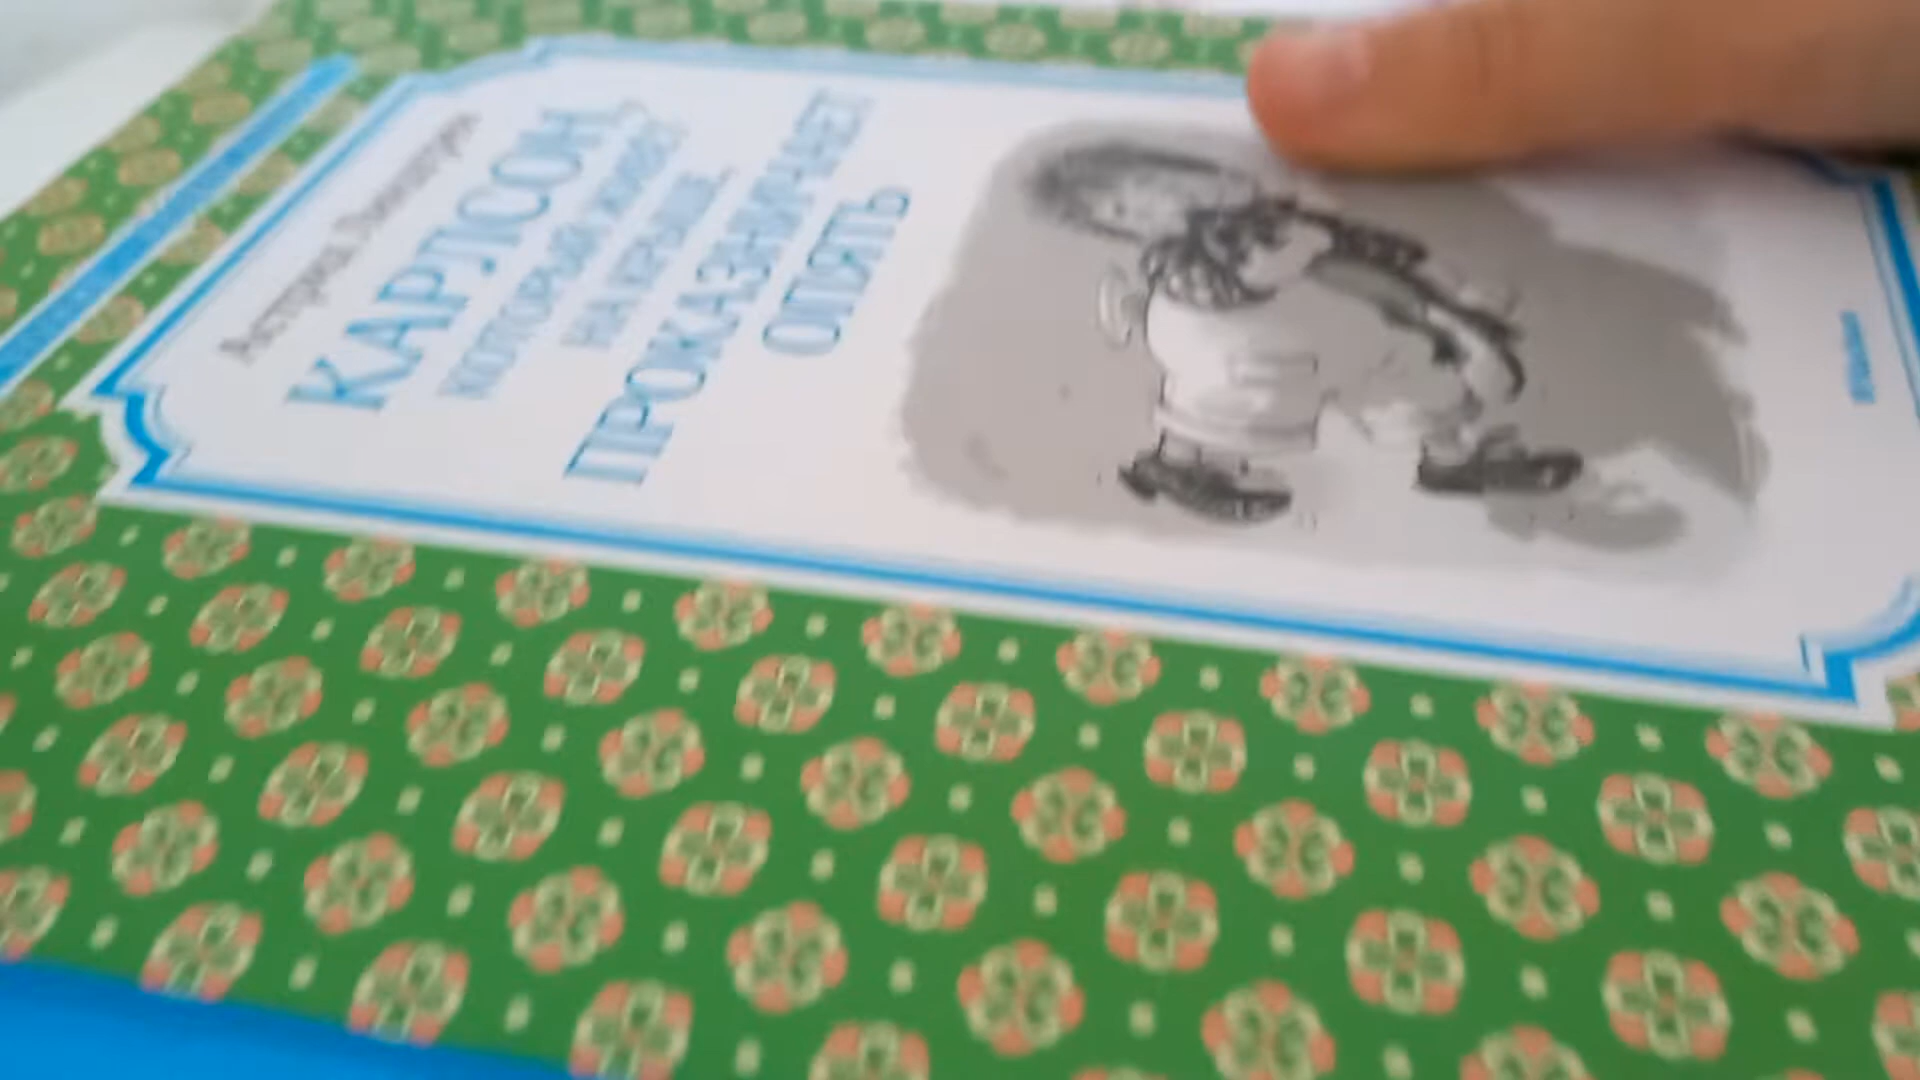 Астрид Линдгрен
КАРЛСОН,
КОТОРЫЙ ЖИВЁТ
НА КРЫШЕ,
ПРОКАЗНИЧАЕТ
ОПЯТЬ